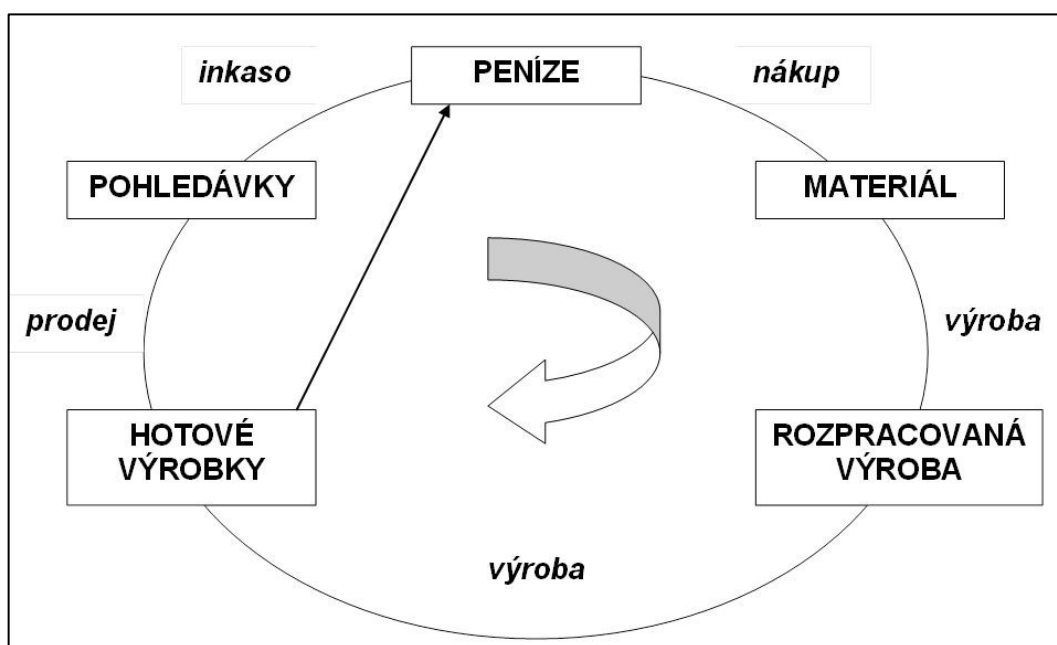 inkaso
PENÍZE
nákup
POHLEDÁVKY
MATERIÁL
prodej
výroba
HOTOVÉ
VÝROBKY
ROZPRACOVANÁ
VÝROBA
výroba